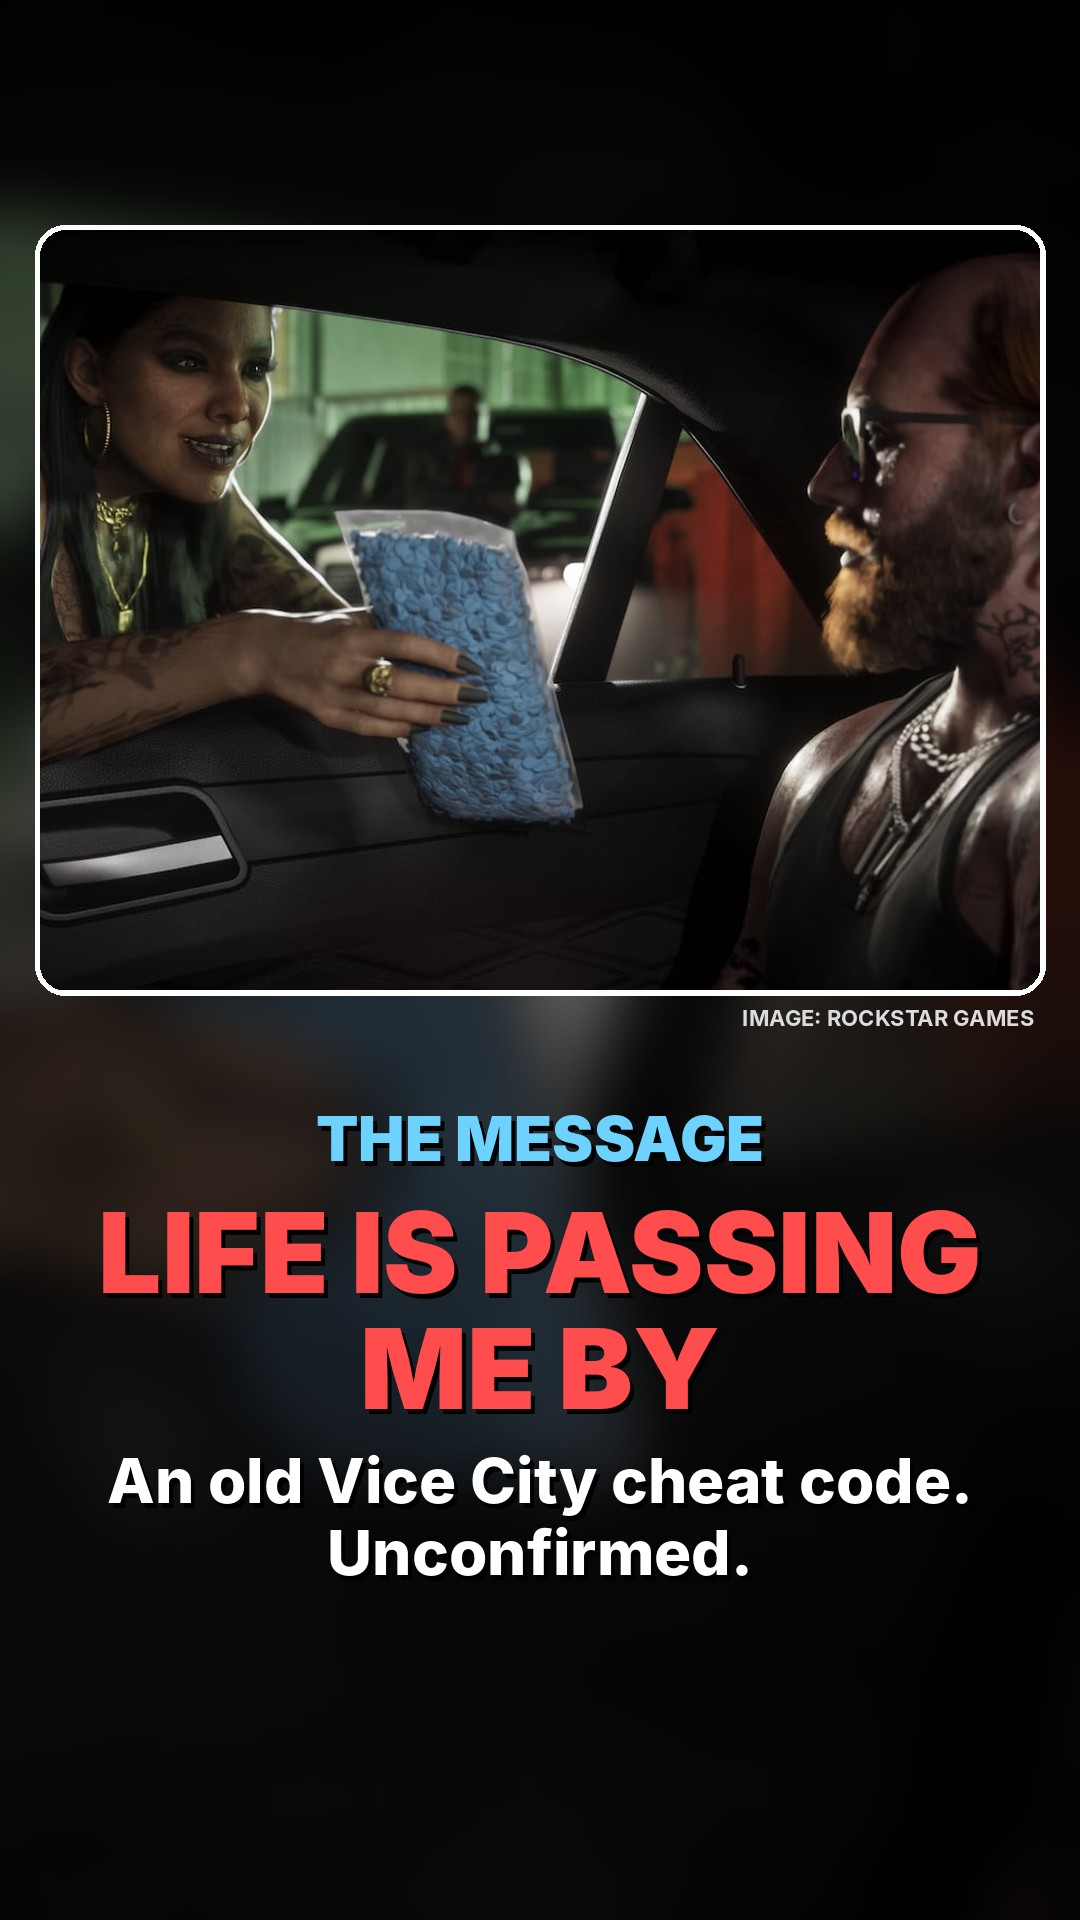 IMAGE: ROCKSTAR GAMES
THE MESSAGE
LIFE IS PASSING
ME BY
An old Vice City cheat code.
Unconfirmed.